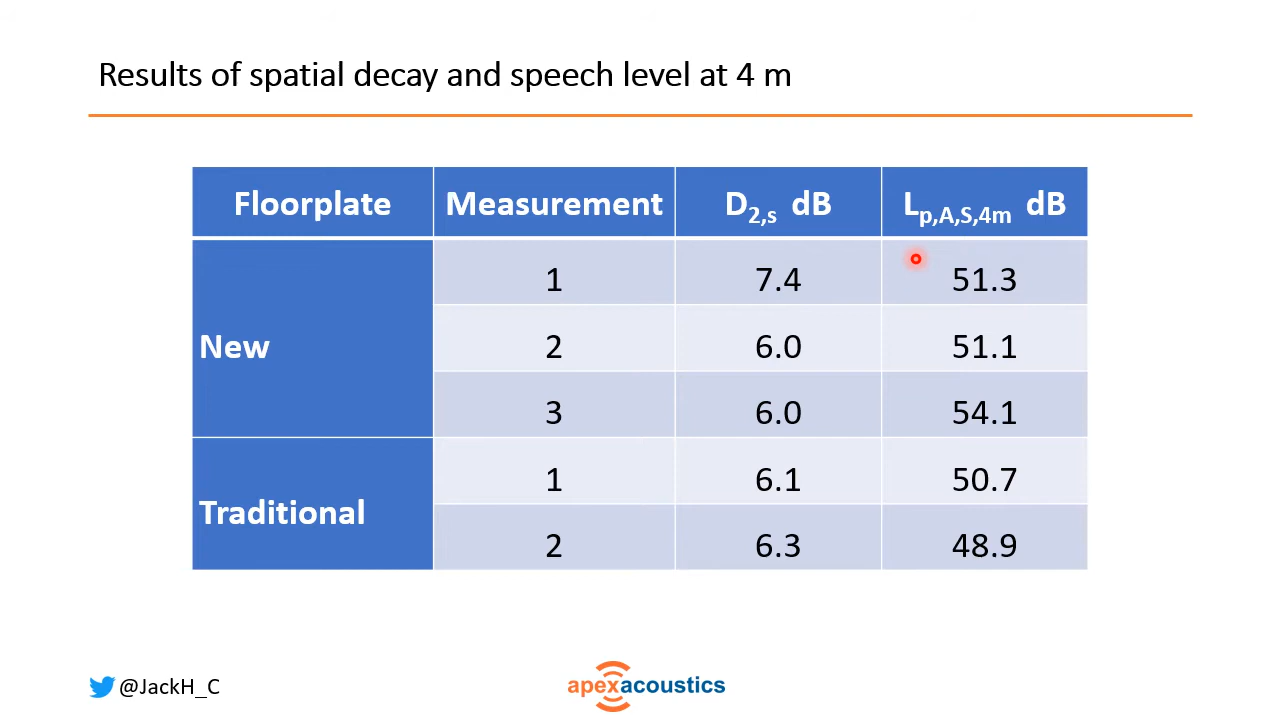 Results of spatial decay and speech level at 4 m
Floorplate Measurement D2,s dB Lp,A,S,4m dB
New
1 7.4 51.3
2 6.0 51.1
3 6.0 54.1
Traditional
1 6.1 50.7
2 6.3 48.9
@JackH_C
apexacoustics